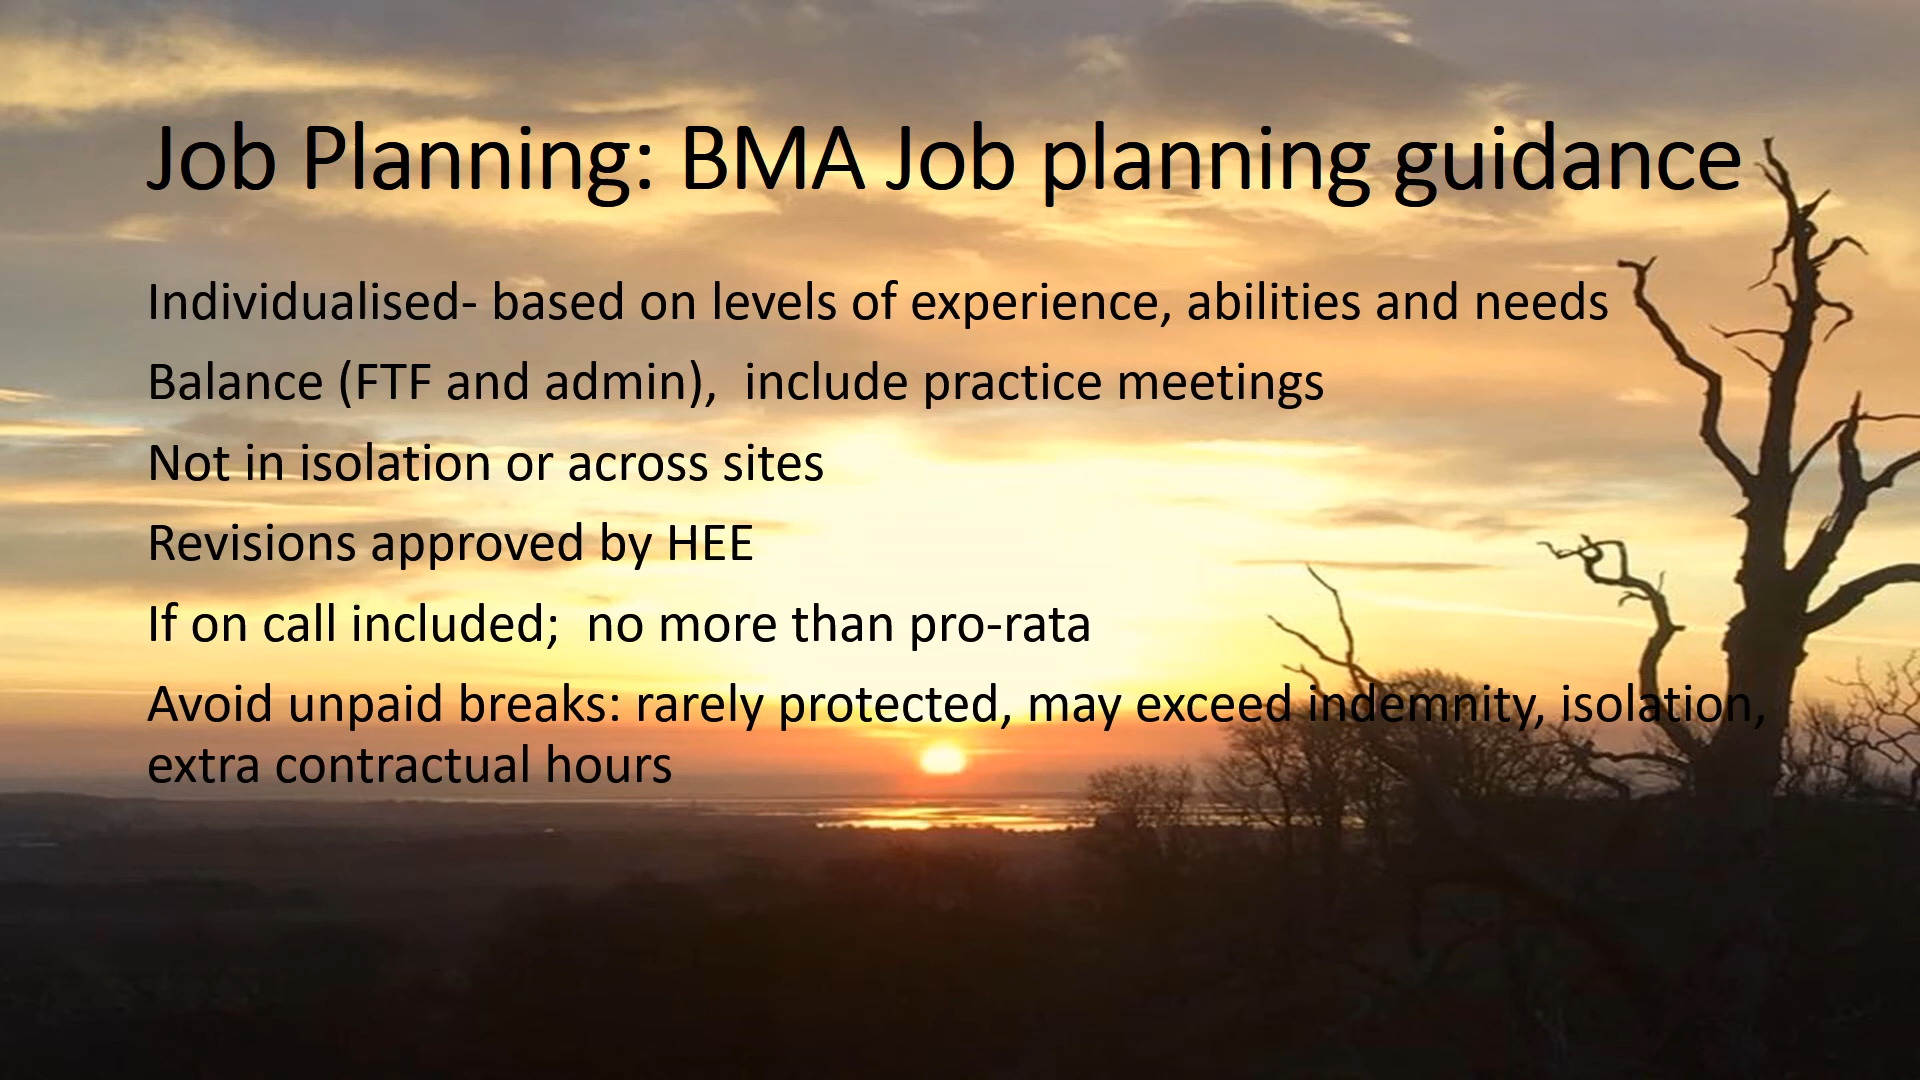 Job Planning: BMA Job planning guidance
Individualised- based on levels of experience, abilities and needs
Balance (FTF and admin),  include practice meetings
Not in isolation or across sites
Revisions approved by HEE
If on call included;  no more than pro-rata
Avoid unpaid breaks: rarely protected, may exceed indemnity, isolation,
extra contractual hours